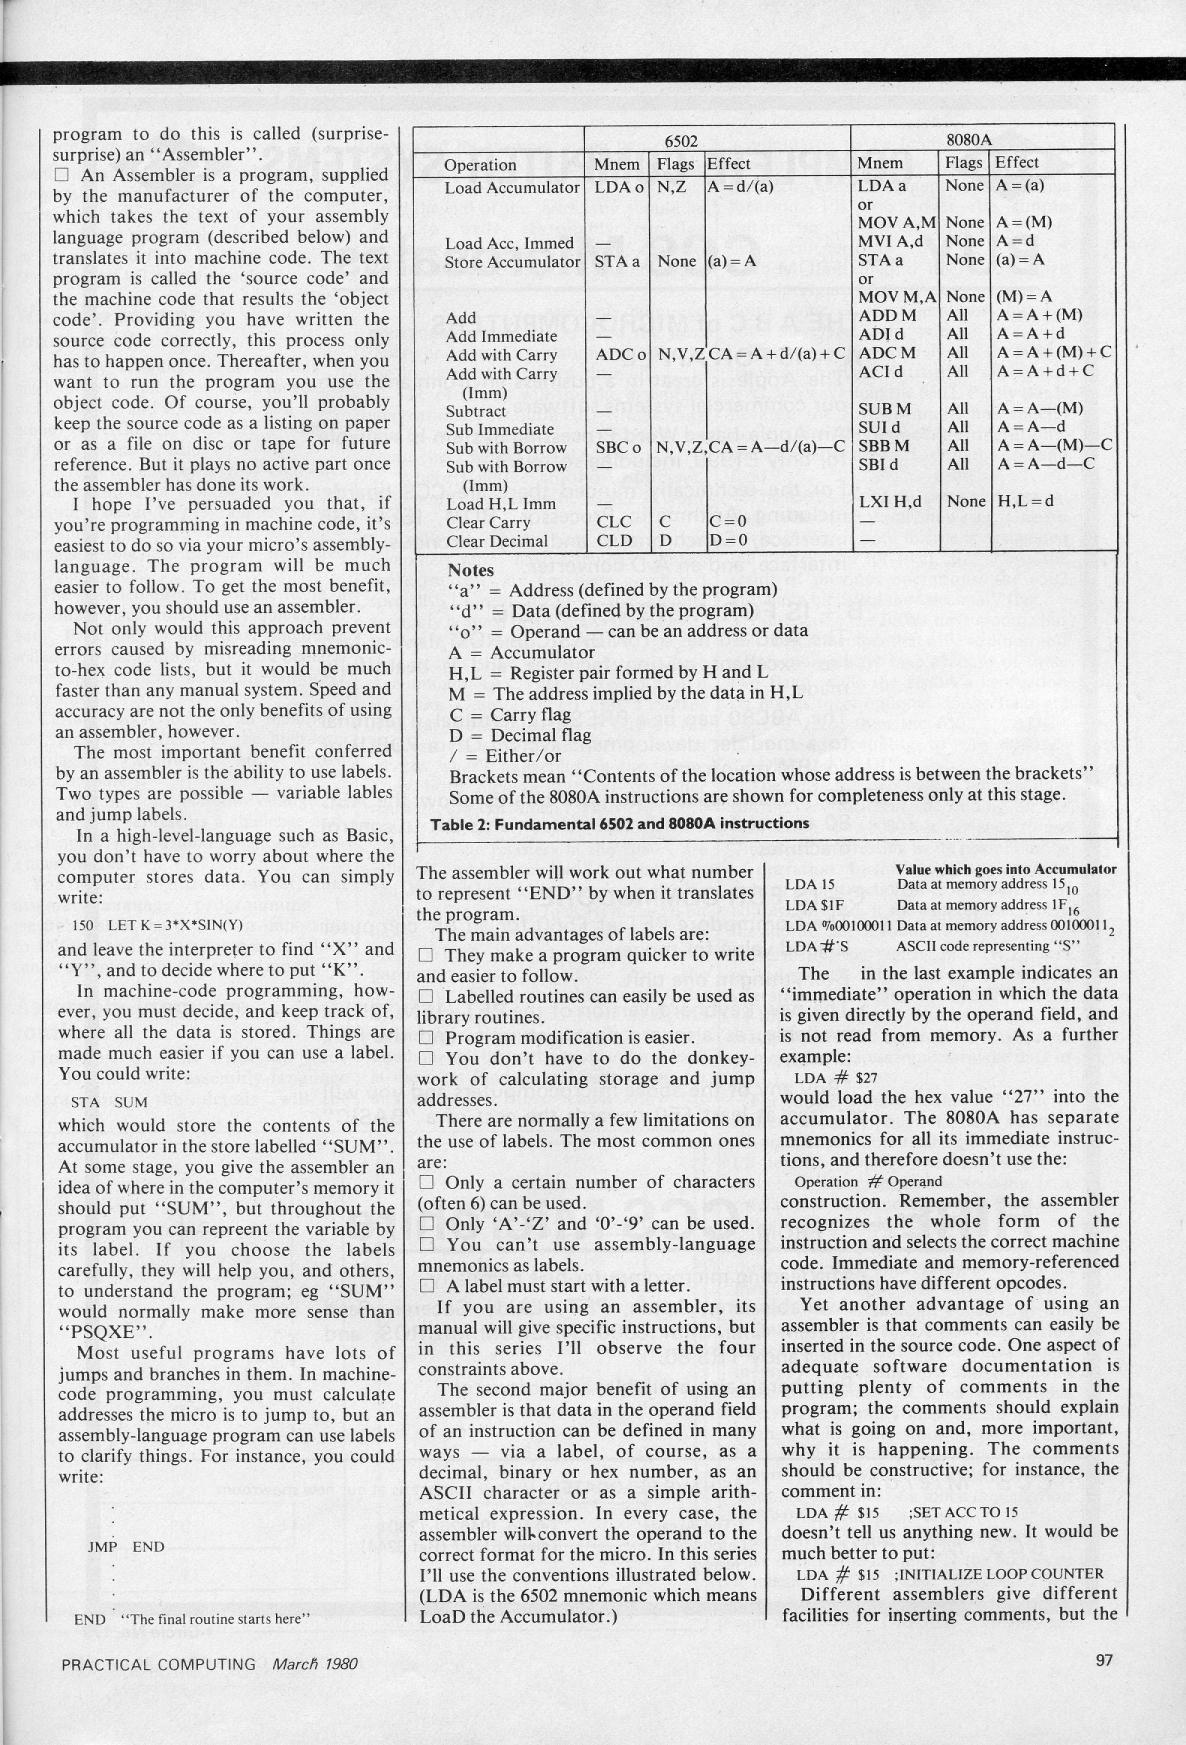 program to do this is called (surprise-
surprise) an “Assembler”.
□ An Assembler is a program, supplied
by the manufacturer of the computer,
which takes the text of your assembly
language program (described below) and
translates it into machine code. The text
program is called the ‘source code’ and
the machine code that results the ‘object
code’. Providing you have written the
source code correctly, this process only
has to happen once. Thereafter, when you
want to run the program you use the
object code. Of course, you’ll probably
keep the source code as a listing on paper
or as a file on disc or tape for future
reference. But it plays no active part once
the assembler has done its work.
I hope I’ve persuaded you that, if
you’re programming in machine code, it’s
easiest to do so via your micro’s assembly-
language. The program will be much
easier to follow. To get the most benefit,
however, you should use an assembler.
Not only would this approach prevent
errors caused by misreading mnemonic-
to-hex code lists, but it would be much
faster than any manual system. Speed and
accuracy are not the only benefits of using
an assembler, however.
The most important benefit conferred
by an assembler is the ability to use labels.
Two types are possible — variable lables
and jump labels.
In a high-level-language such as Basic,
you don’t have to worry about where the
computer stores data. You can simply
write:
150 LET K = 3*X*SIN(Y)
and leave the interpreter to find “X” and
“Y”, and to decide where to put “K”.
In machine-code programming, how-
ever, you must decide, and keep track of,
where all the data is stored. Things are
made much easier if you can use a label.
You could write:
STA SUM
which would store the contents of the
accumulator in the store labelled “SUM”.
At some stage, you give the assembler an
idea of where in the computer’s memory it
should put “SUM”, but throughout the
program you can repreent the variable by
its label. If you choose the labels
carefully, they will help you, and others,
to understand the program; eg “SUM”
would normally make more sense than
“PSQXE”.
Most useful programs have lots of
jumps and branches in them. In machine-
code programming, you must calculate
addresses the micro is to jump to, but an
assembly-language program can use labels
to clarify things. For instance, you could
write:
.
.
.
JMP END
.
.
.
END “The final routine starts here”
6502 8080A
Operation Mnem Flags Effect Mnem Flags Effect
Load Accumulator LDA o N,Z A = d/(a) LDA a None A = (a)
or
MOV A,M None A = (M)
Load Acc, Immed — MVI A,d None A = d
Store Accumulator STA a None (a) = A STA a None (a) = A
or
MOV M,A None (M) = A
Add — ADD M All A = A + (M)
Add Immediate — ADI d All A = A + d
Add with Carry ADC o N,V,Z CA = A + d/(a) + C ADC M All A = A + (M) + C
Add with Carry — ACI d All A = A + d + C
(Imm)
Subtract — SUB M All A = A—(M)
Sub Immediate — SUI d All A = A—d
Sub with Borrow SBC o N,V,Z,CA = A—d/(a)—C SBB M All A = A—(M)—C
Sub with Borrow — SBI d All A = A—d—C
(Imm)
Load H,L Imm — LXI H,d None H,L = d
Clear Carry CLC C C = 0 —
Clear Decimal CLD D D = 0 —
Notes
“a” = Address (defined by the program)
“d” = Data (defined by the program)
“o” = Operand — can be an address or data
A = Accumulator
H,L = Register pair formed by H and L
M = The address implied by the data in H,L
C = Carry flag
D = Decimal flag
/ = Either/or
Brackets mean “Contents of the location whose address is between the brackets”
Some of the 8080A instructions are shown for completeness only at this stage.
Table 2: Fundamental 6502 and 8080A instructions
The assembler will work out what number
to represent “END” by when it translates
the program.
The main advantages of labels are:
□ They make a program quicker to write
and easier to follow.
□ Labelled routines can easily be used as
library routines.
□ Program modification is easier.
□ You don’t have to do the donkey-
work of calculating storage and jump
addresses.
There are normally a few limitations on
the use of labels. The most common ones
are:
□ Only a certain number of characters
(often 6) can be used.
□ Only ‘A’-‘Z’ and ‘0’-‘9’ can be used.
□ You can’t use assembly-language
mnemonics as labels.
□ A label must start with a letter.
If you are using an assembler, its
manual will give specific instructions, but
in this series I’ll observe the four
constraints above.
The second major benefit of using an
assembler is that data in the operand field
of an instruction can be defined in many
ways — via a label, of course, as a
decimal, binary or hex number, as an
ASCII character or as a simple arith-
metical expression. In every case, the
assembler will convert the operand to the
correct format for the micro. In this series
I’ll use the conventions illustrated below.
(LDA is the 6502 mnemonic which means
LoaD the Accumulator.)
Value which goes into Accumulator
LDA 15 Data at memory address 15₁₀
LDA $1F Data at memory address 1F₁₆
LDA %00100011 Data at memory address 00100011₂
LDA #‘S ASCII code representing “S”
The in the last example indicates an
“immediate” operation in which the data
is given directly by the operand field, and
is not read from memory. As a further
example:
LDA # $27
would load the hex value “27” into the
accumulator. The 8080A has separate
mnemonics for all its immediate instruc-
tions, and therefore doesn’t use the:
Operation # Operand
construction. Remember, the assembler
recognizes the whole form of the
instruction and selects the correct machine
code. Immediate and memory-referenced
instructions have different opcodes.
Yet another advantage of using an
assembler is that comments can easily be
inserted in the source code. One aspect of
adequate software documentation is
putting plenty of comments in the
program; the comments should explain
what is going on and, more important,
why it is happening. The comments
should be constructive; for instance, the
comment in:
LDA # $15 ;SET ACC TO 15
doesn’t tell us anything new. It would be
much better to put:
LDA # $15 ;INITIALIZE LOOP COUNTER
Different assemblers give different
facilities for inserting comments, but the
PRACTICAL COMPUTING March 1980 97